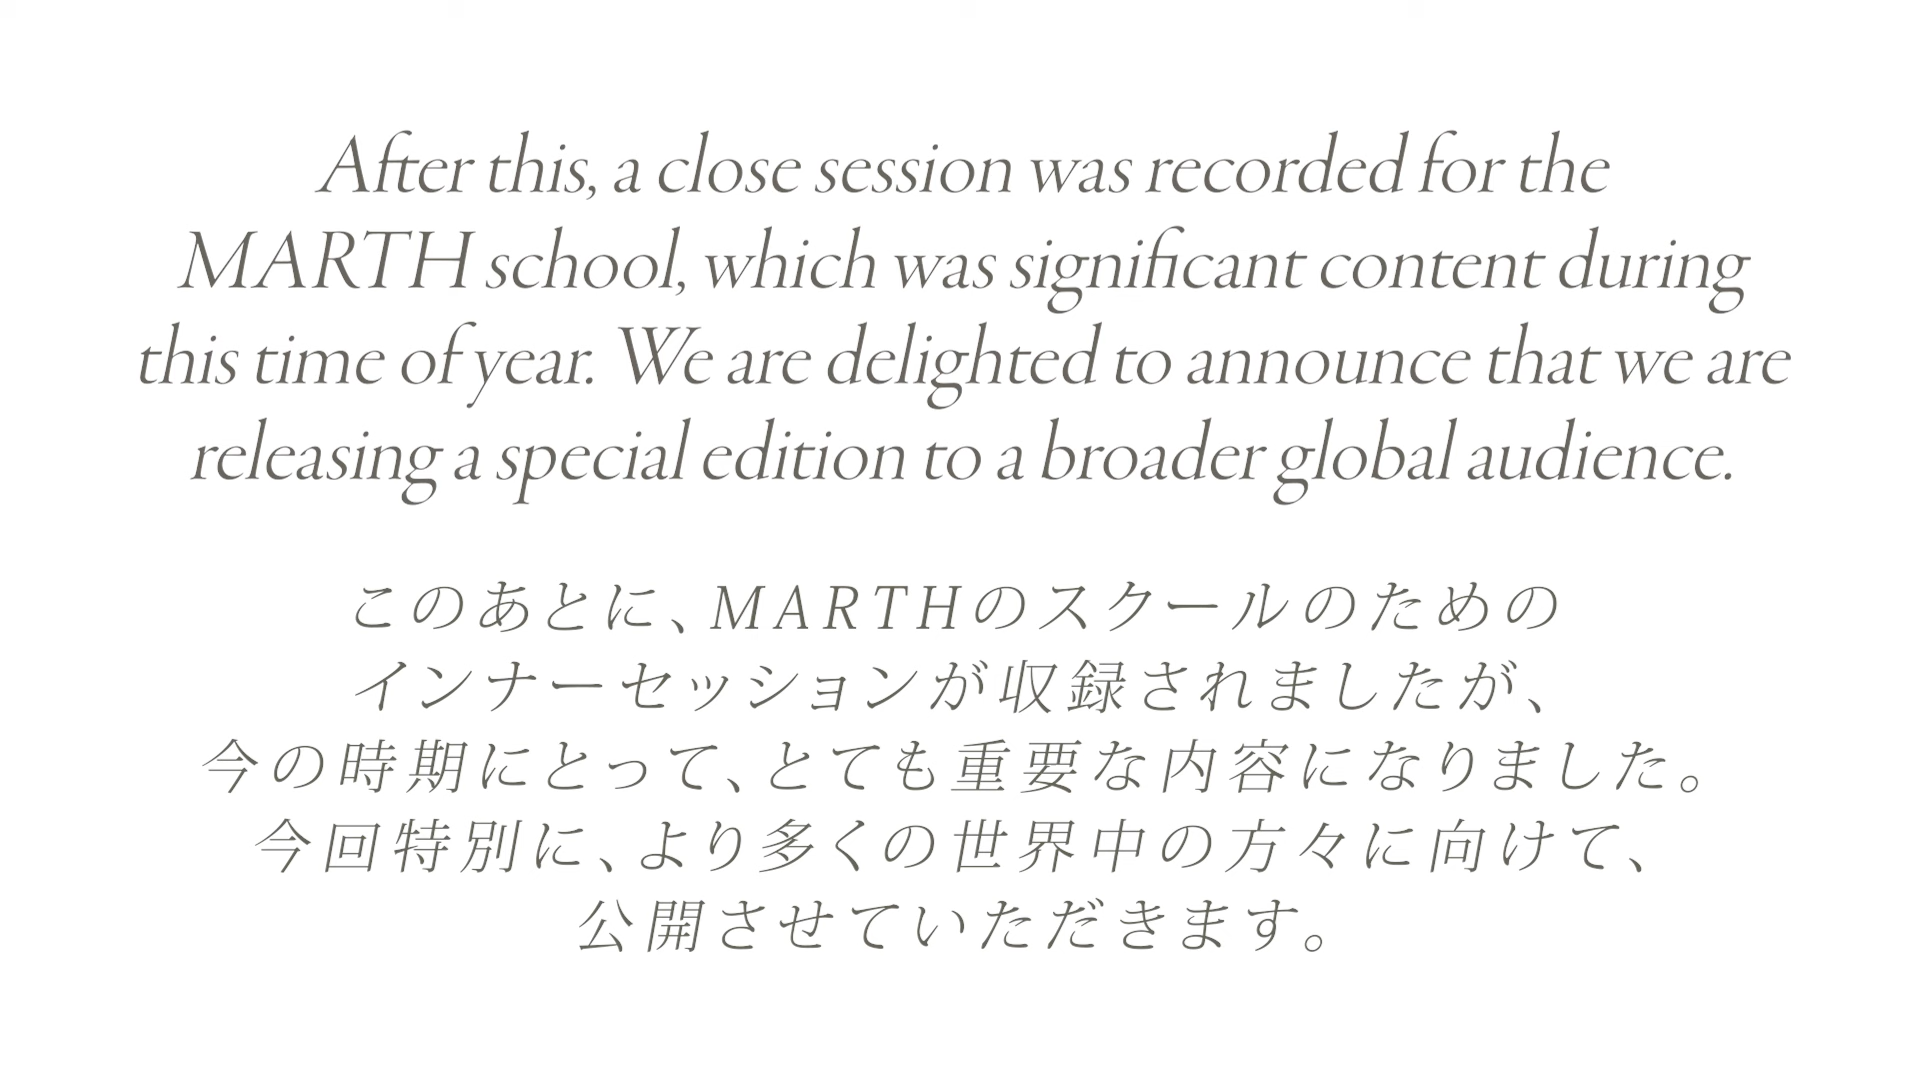 After this, a close session was recorded for the
MARTH school, which was significant content during
this time of year. We are delighted to announce that we are
releasing a special edition to a broader global audience.
このあとに、MARTHのスクールのための
インナーセッションが収録されましたが、
今の時期にとって、とても重要な内容になりました。
今回特別に、より多くの世界中の方々に向けて、
公開させていただきます。